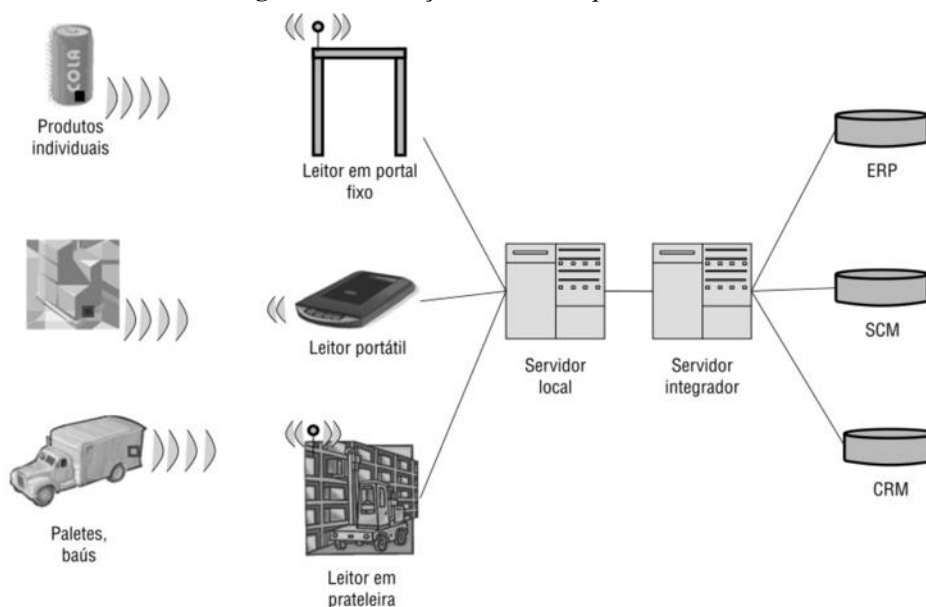 COLA
Produtos
individuais
Leitor em portal
fixo
ERP
Leitor portátil
Servidor
local
Servidor
integrador
SCM
Paletes,
baús
Leitor em
prateleira
CRM